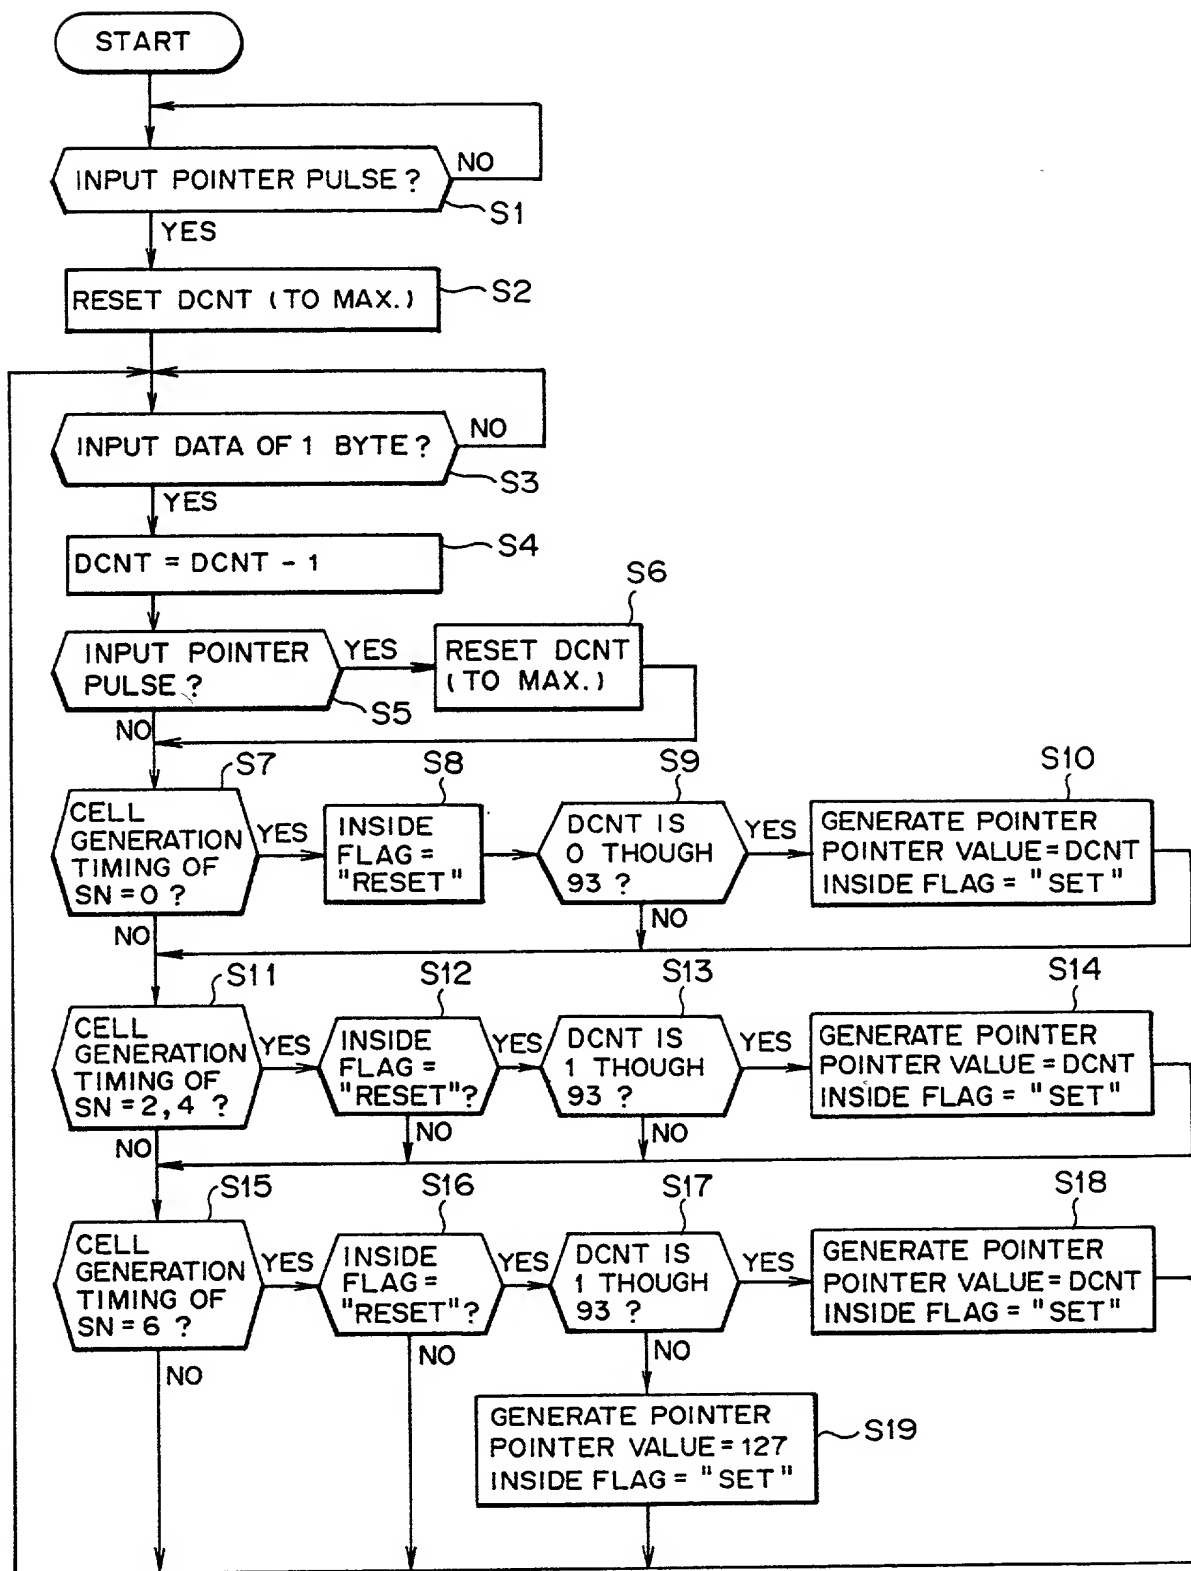 START
NO
INPUT POINTER PULSE ?
S1
YES
S2
RESET DCNT (TO MAX.)
NO
INPUT DATA OF 1 BYTE ?
S3
YES
S4
DCNT = DCNT - 1
S6
INPUT POINTER
PULSE ?
YES
RESET DCNT
(TO MAX.)
S5
NO
S7
S8
S9
S10
CELL
GENERATION
TIMING OF
SN = 0 ?
YES
INSIDE
FLAG =
"RESET"
DCNT IS
0 THOUGH
93 ?
YES
GENERATE POINTER
POINTER VALUE = DCNT
INSIDE FLAG = "SET"
NO
NO
S11
S12
S13
S14
CELL
GENERATION
TIMING OF
SN = 2, 4 ?
YES
INSIDE
FLAG =
"RESET" ?
YES
DCNT IS
1 THOUGH
93 ?
YES
GENERATE POINTER
POINTER VALUE = DCNT
INSIDE FLAG = "SET"
NO
NO
NO
S15
S16
S17
S18
CELL
GENERATION
TIMING OF
SN = 6 ?
YES
INSIDE
FLAG =
"RESET" ?
YES
DCNT IS
1 THOUGH
93 ?
YES
GENERATE POINTER
POINTER VALUE = DCNT
INSIDE FLAG = "SET"
NO
NO
NO
GENERATE POINTER
POINTER VALUE = 127
INSIDE FLAG = "SET"
S19